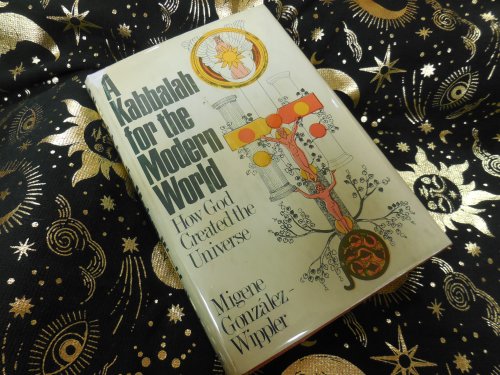 A
Kabbalah
for the
Modern
World
How God
Created the
Universe
Migene
González-
Wippler